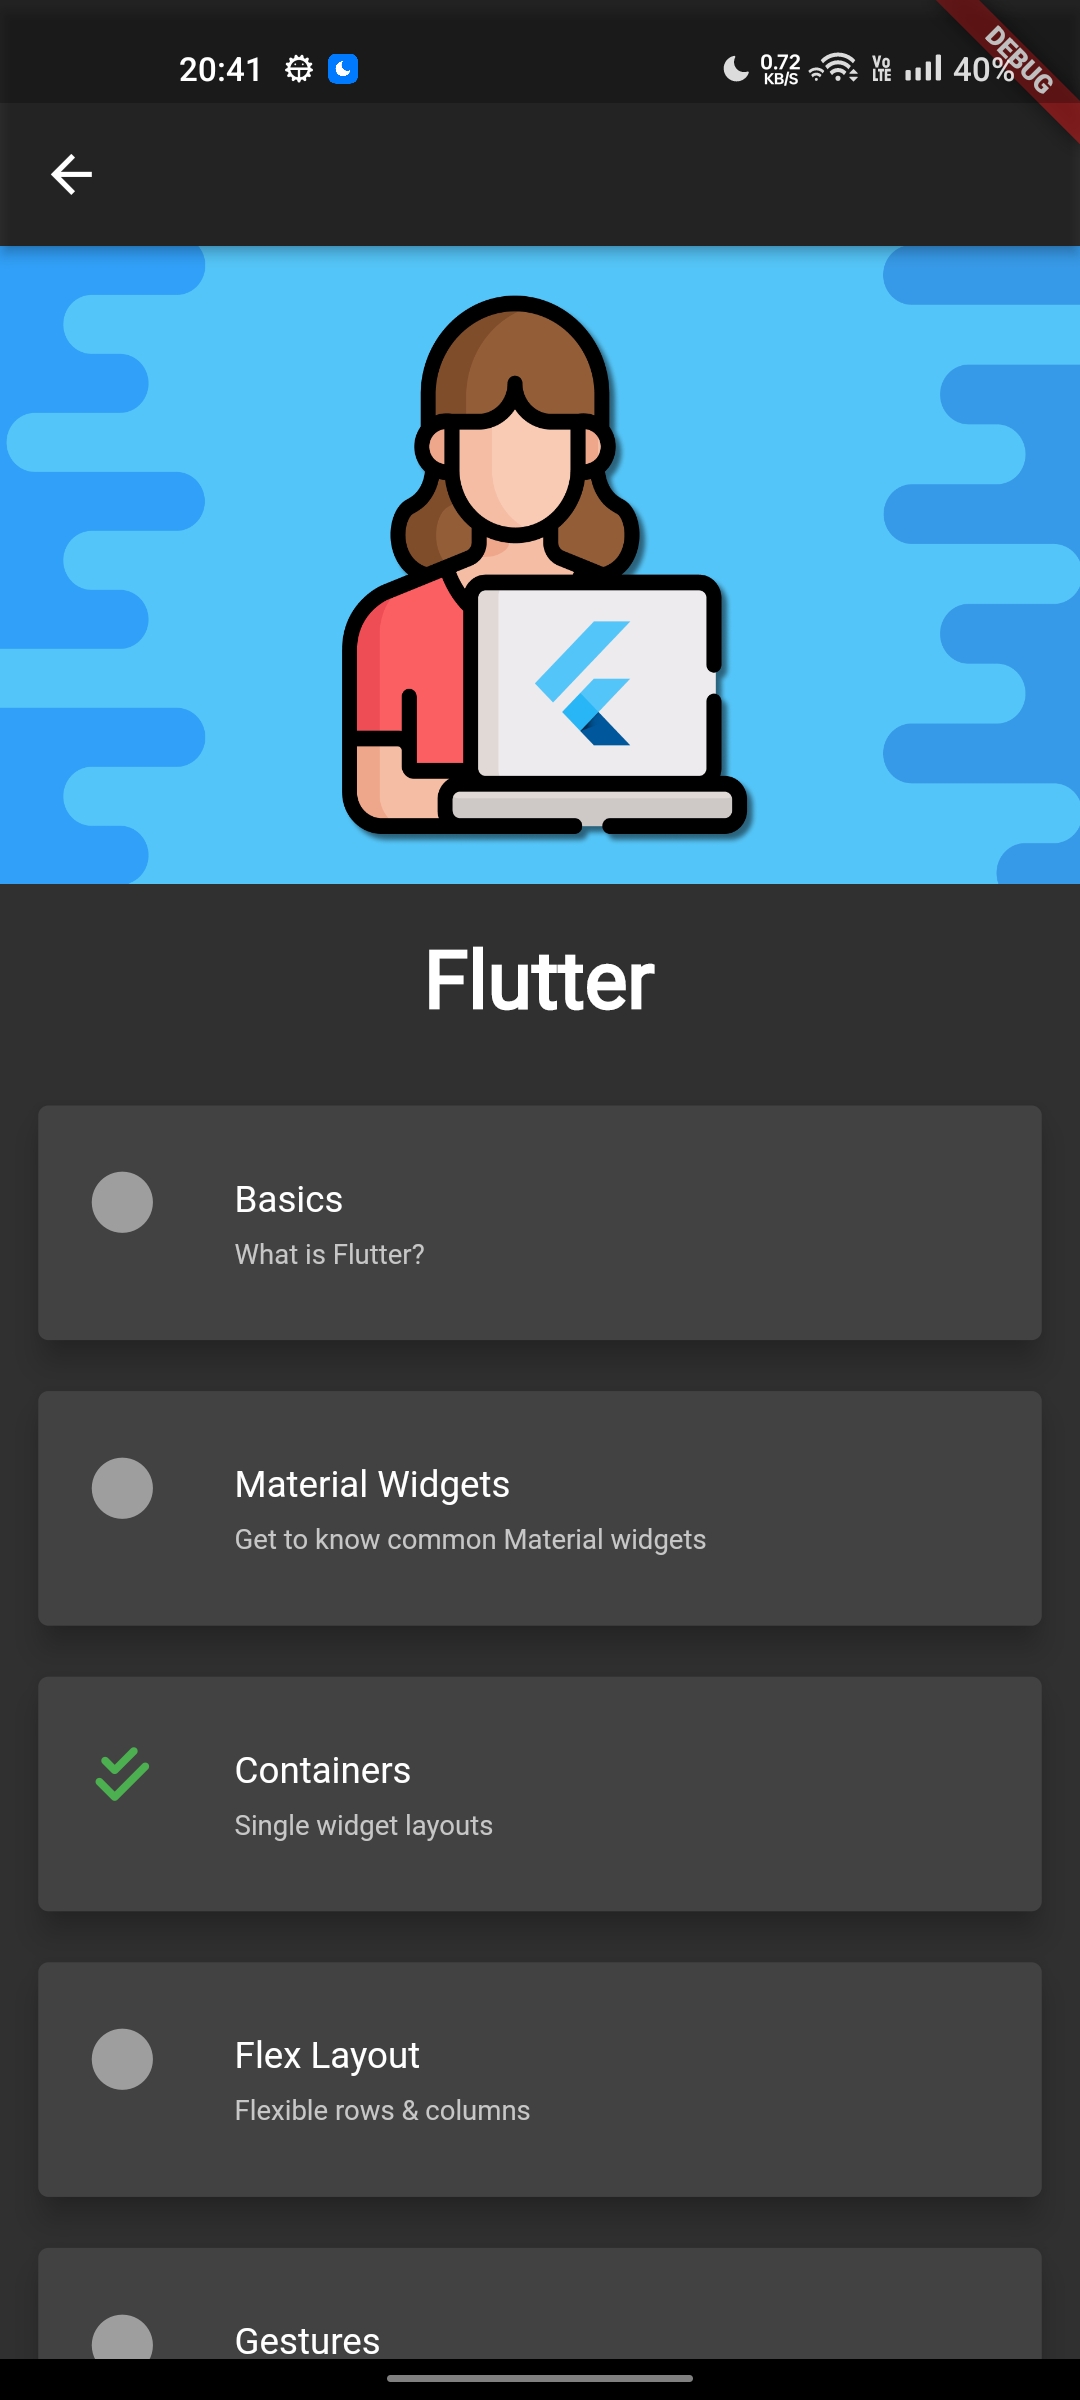 20:41
0.72
KB/S
Vo
LTE
40%
DEBUG
Flutter
Basics
What is Flutter?
Material Widgets
Get to know common Material widgets
Containers
Single widget layouts
Flex Layout
Flexible rows & columns
Gestures